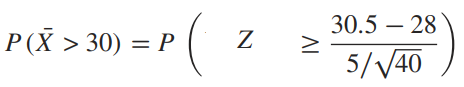 P(X̄ > 30) = P ( Z ≥ (30.5 − 28) / (5/√40) )